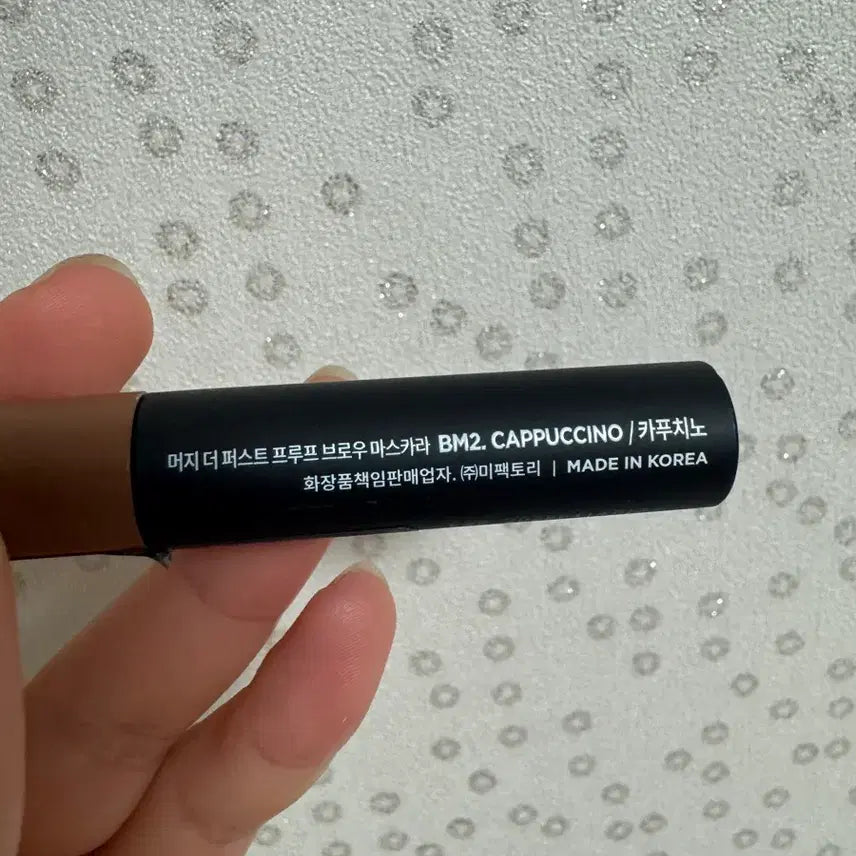 머지 더 퍼스트 프루프 브로우 마스카라 BM2. CAPPUCCINO / 카푸치노
화장품책임판매업자. ㈜미팩토리 | MADE IN KOREA